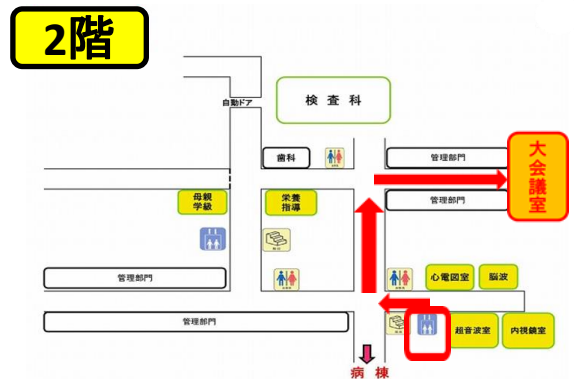 2階
検査科
自動ドア
歯科
管理部門
大会議室
母親
学級
栄養
指導
管理部門
管理部門
心電図室
脳波
管理部門
超音波室
内視鏡室
病棟